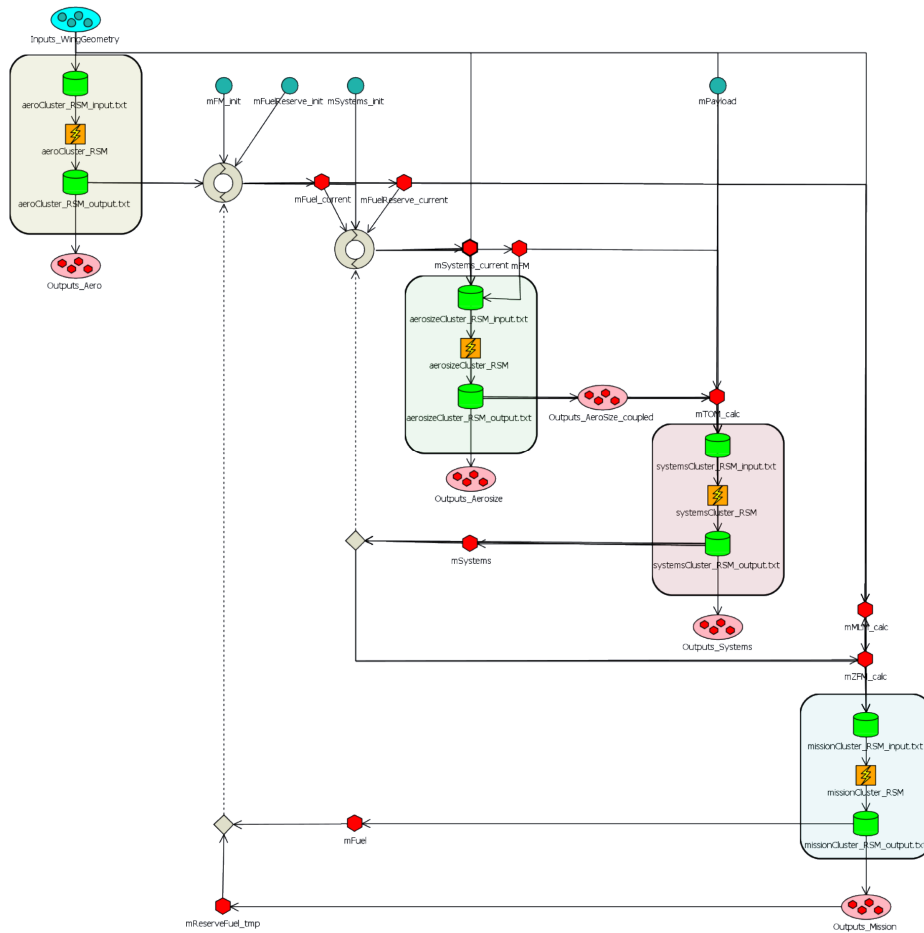 Inputs_WingGeometry
aeroCluster_RSM_input.txt
mFM_init
mFuelReserve_init
mSystems_init
mPayload
aeroCluster_RSM
aeroCluster_RSM_output.txt
mFuel_current
mFuelReserve_current
mSystems_current
mFM
Outputs_Aero
aerosizeCluster_RSM_input.txt
aerosizeCluster_RSM
aerosizeCluster_RSM_output.txt
Outputs_AeroSize_coupled
mTOM_calc
systemsCluster_RSM_input.txt
Outputs_Aerosize
systemsCluster_RSM
mSystems
systemsCluster_RSM_output.txt
Outputs_Systems
mZFM_calc
missionCluster_RSM_input.txt
missionCluster_RSM
mFuel
missionCluster_RSM_output.txt
mReserveFuel_tmp
Outputs_Mission